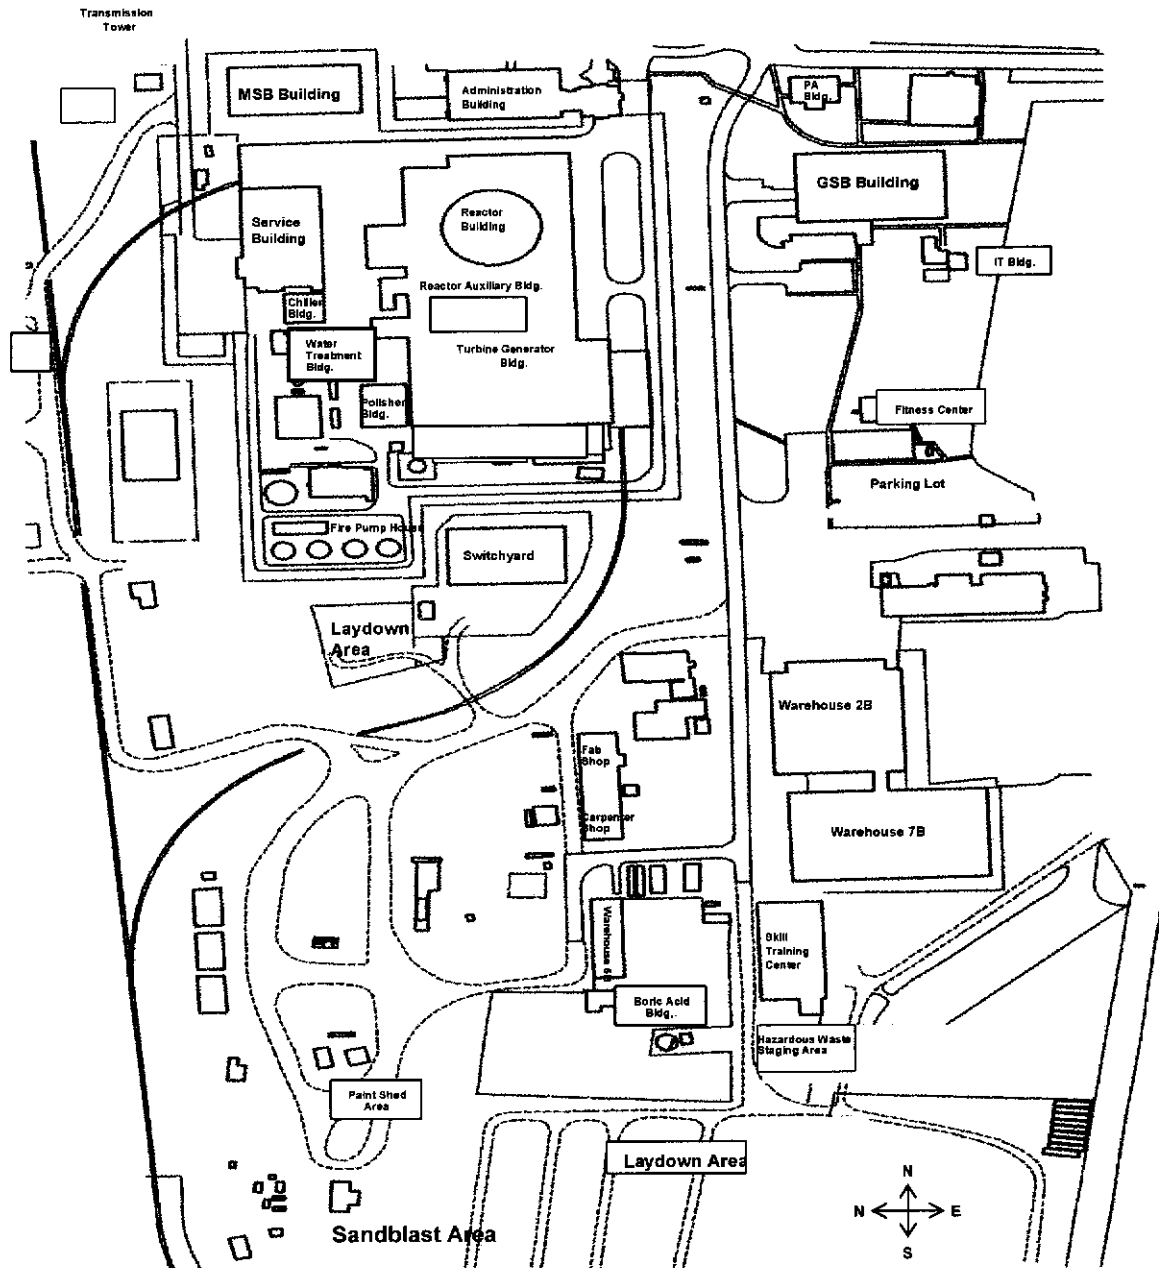 Transmission
Tower
MSB Building
Administration
Building
PA
Bldg.
GSB Building
Service
Building
Reactor
Building
IT Bldg.
Reactor Auxiliary Bldg.
Chiller
Bldg.
Water
Treatment
Bldg.
Turbine Generator
Bldg.
Polisher
Bldg.
Fitness Center
Parking Lot
Fire Pump House
Switchyard
Laydown
Area
Warehouse 2B
Fab
Shop
Carpenter
Shop
Warehouse 7B
Warehouse 6B
Skill
Training
Center
Boric Acid
Bldg.
Hazardous Waste
Staging Area
Paint Shed
Area
Laydown Area
N
N
E
S
Sandblast Area